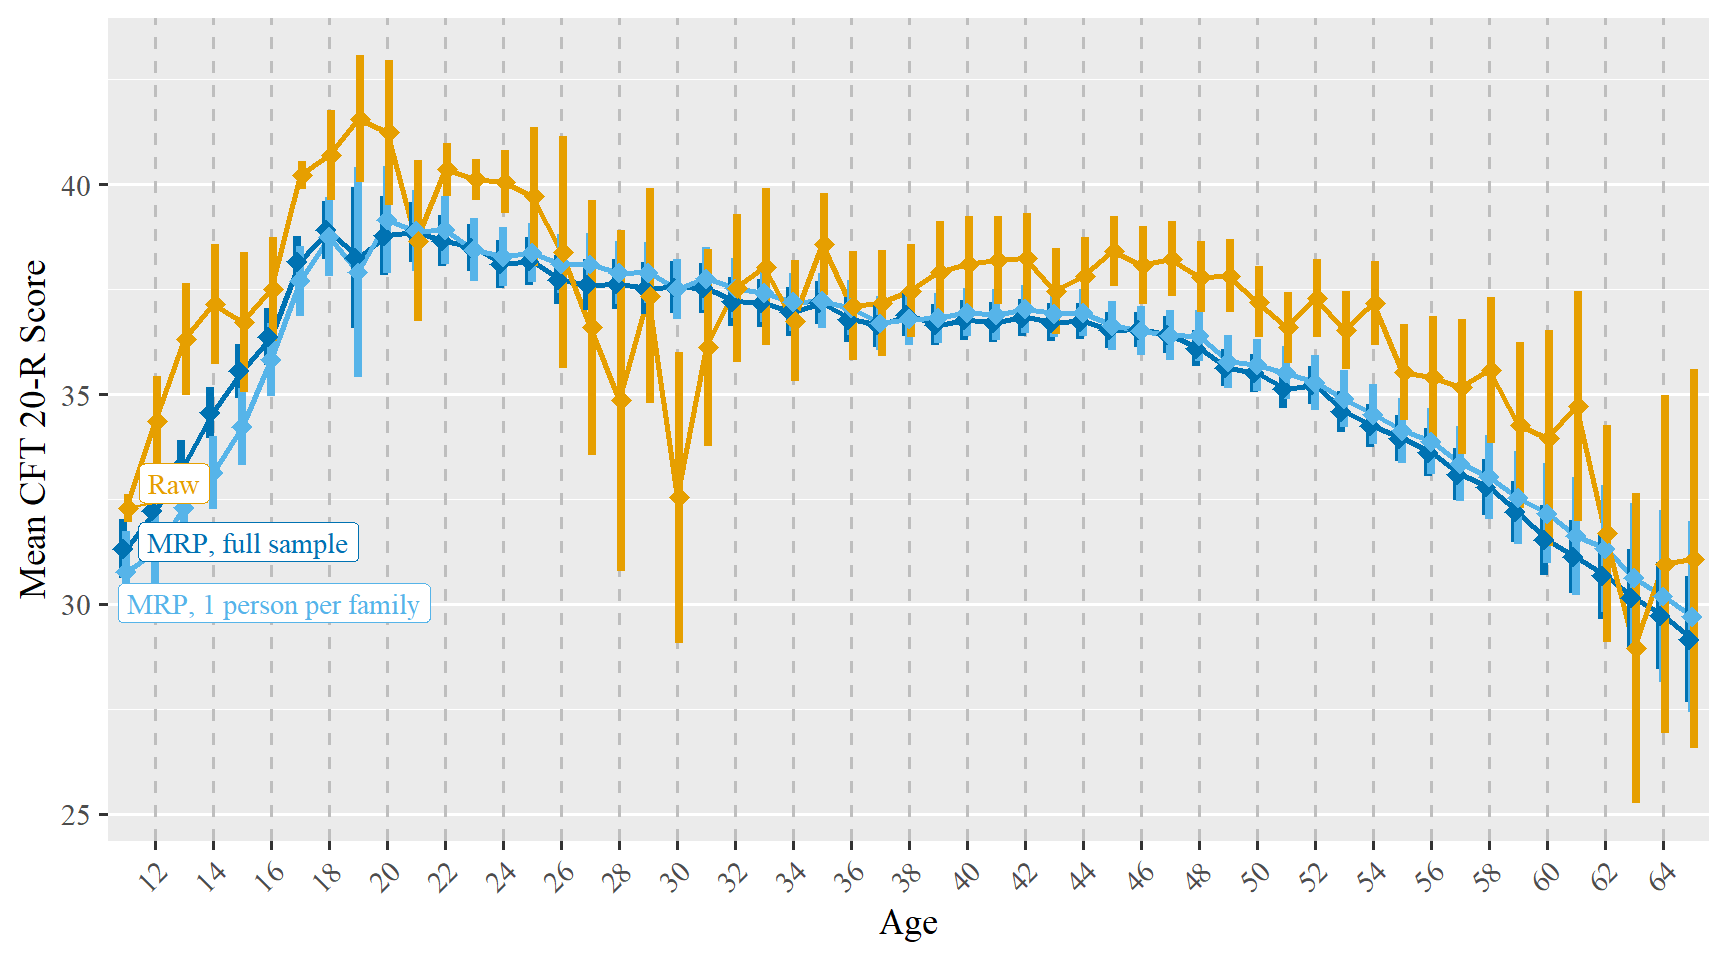 Mean CFT 20-R Score
40
35
30
25
Raw
MRP, full sample
MRP, 1 person per family
12 14 16 18 20 22 24 26 28 30 32 34 36 38 40 42 44 46 48 50 52 54 56 58 60 62 64
Age